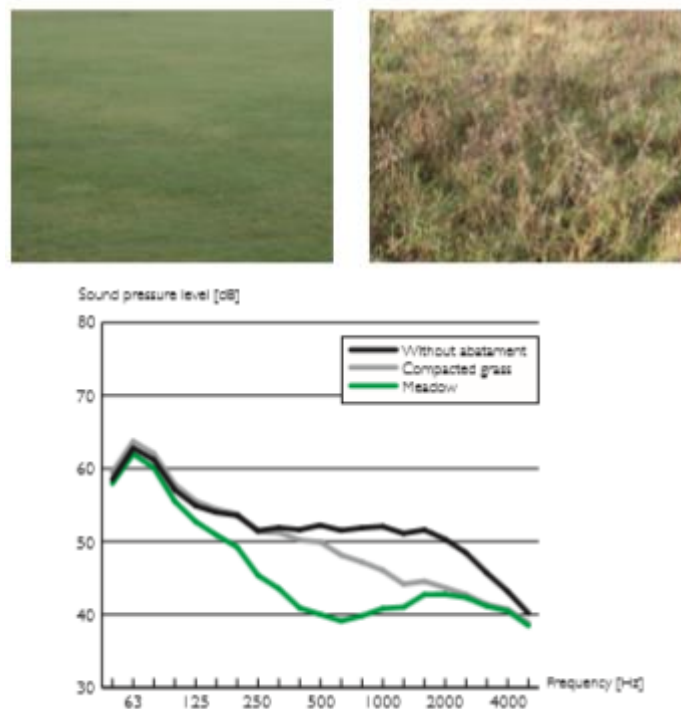 Sound pressure level [dB]
80
Without abatament
Compacted grass
Meadow
70
60
50
40
30
63 125 250 500 1000 2000 4000
Frequency [Hz]